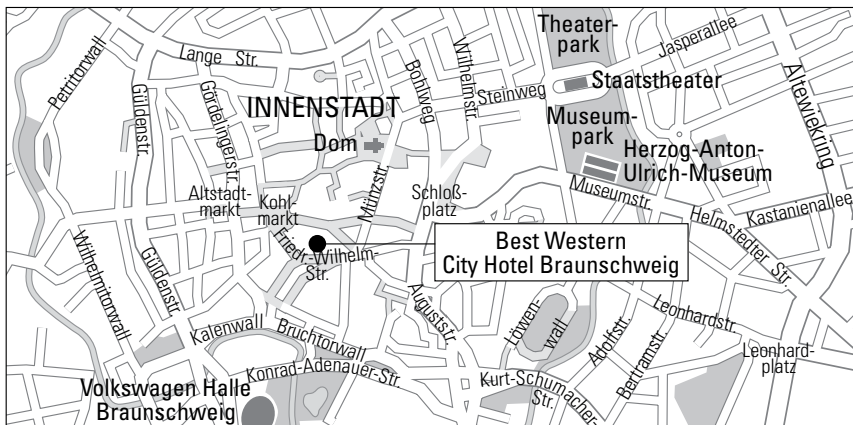 Theater-
park
Jasperallee
Wilhelmstr.
Lange Str.
Petritorwall
Bohlweg
Staatstheater
Altewiekring
Güldenstr.
Gördelingerstr.
Steinweg
INNENSTADT
Museum-
park
Dom
Herzog-Anton-
Ulrich-Museum
Münzstr.
Altstadt-
markt
Kohl-
markt
Schloß-
platz
Museumstr.
Kastanienallee
Helmstedter Str.
Best Western
City Hotel Braunschweig
Friedr-Wilhelm-
Str.
Wilhelmitorwall
Güldenstr.
Auguststr.
Löwen-
wall
Leonhardstr.
Kalenwall
Bruchtorwall
Adolfstr.
Bertramstr.
Leonhard-
platz
Konrad-Adenauer-Str.
Kurt-Schumacher-
Str.
Volkswagen Halle
Braunschweig